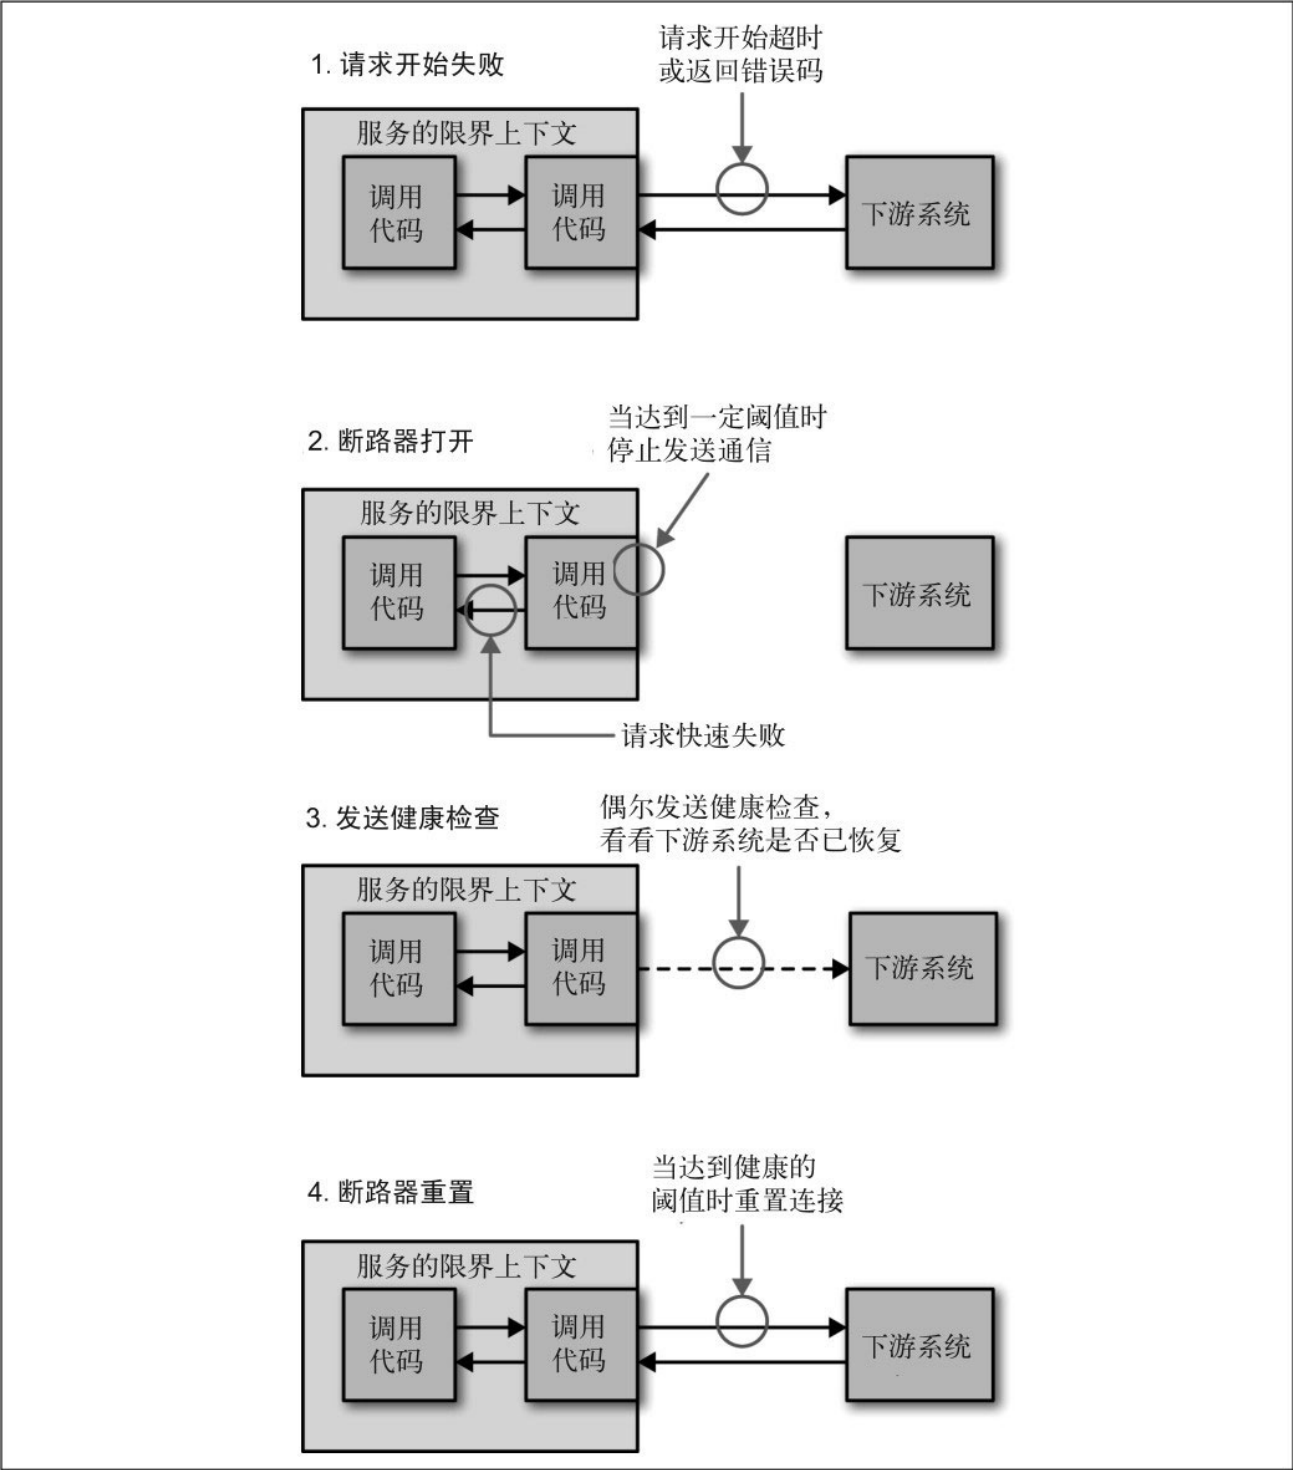 1. 请求开始失败
请求开始超时
或返回错误码
服务的限界上下文
调用
代码
调用
代码
下游系统
2. 断路器打开
当达到一定阈值时
停止发送通信
服务的限界上下文
调用
代码
调用
代码
下游系统
请求快速失败
3. 发送健康检查
偶尔发送健康检查，
看看下游系统是否已恢复
服务的限界上下文
调用
代码
调用
代码
下游系统
4. 断路器重置
当达到健康的
阈值时重置连接
服务的限界上下文
调用
代码
调用
代码
下游系统